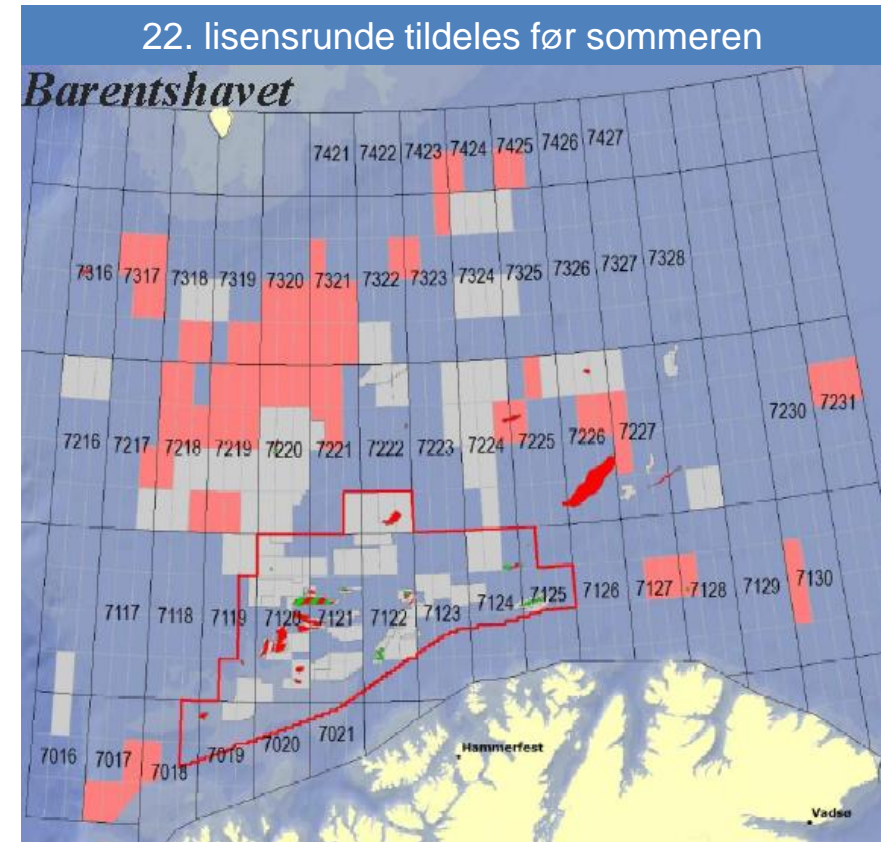 22. lisensrunde tildeles før sommeren
Barentshavet
7421 7422 7423 7424 7425 7426 7427
7316 7317 7318 7319 7320 7321 7322 7323 7324 7325 7326 7327 7328
7216 7217 7218 7219 7220 7221 7222 7223 7224 7225 7226 7227 7230 7231
7117 7118 7119 7120 7121 7122 7123 7124 7125 7126 7127 7128 7129 7130
7016 7017 7018 7019 7020 7021
Hammerfest
Vadsø